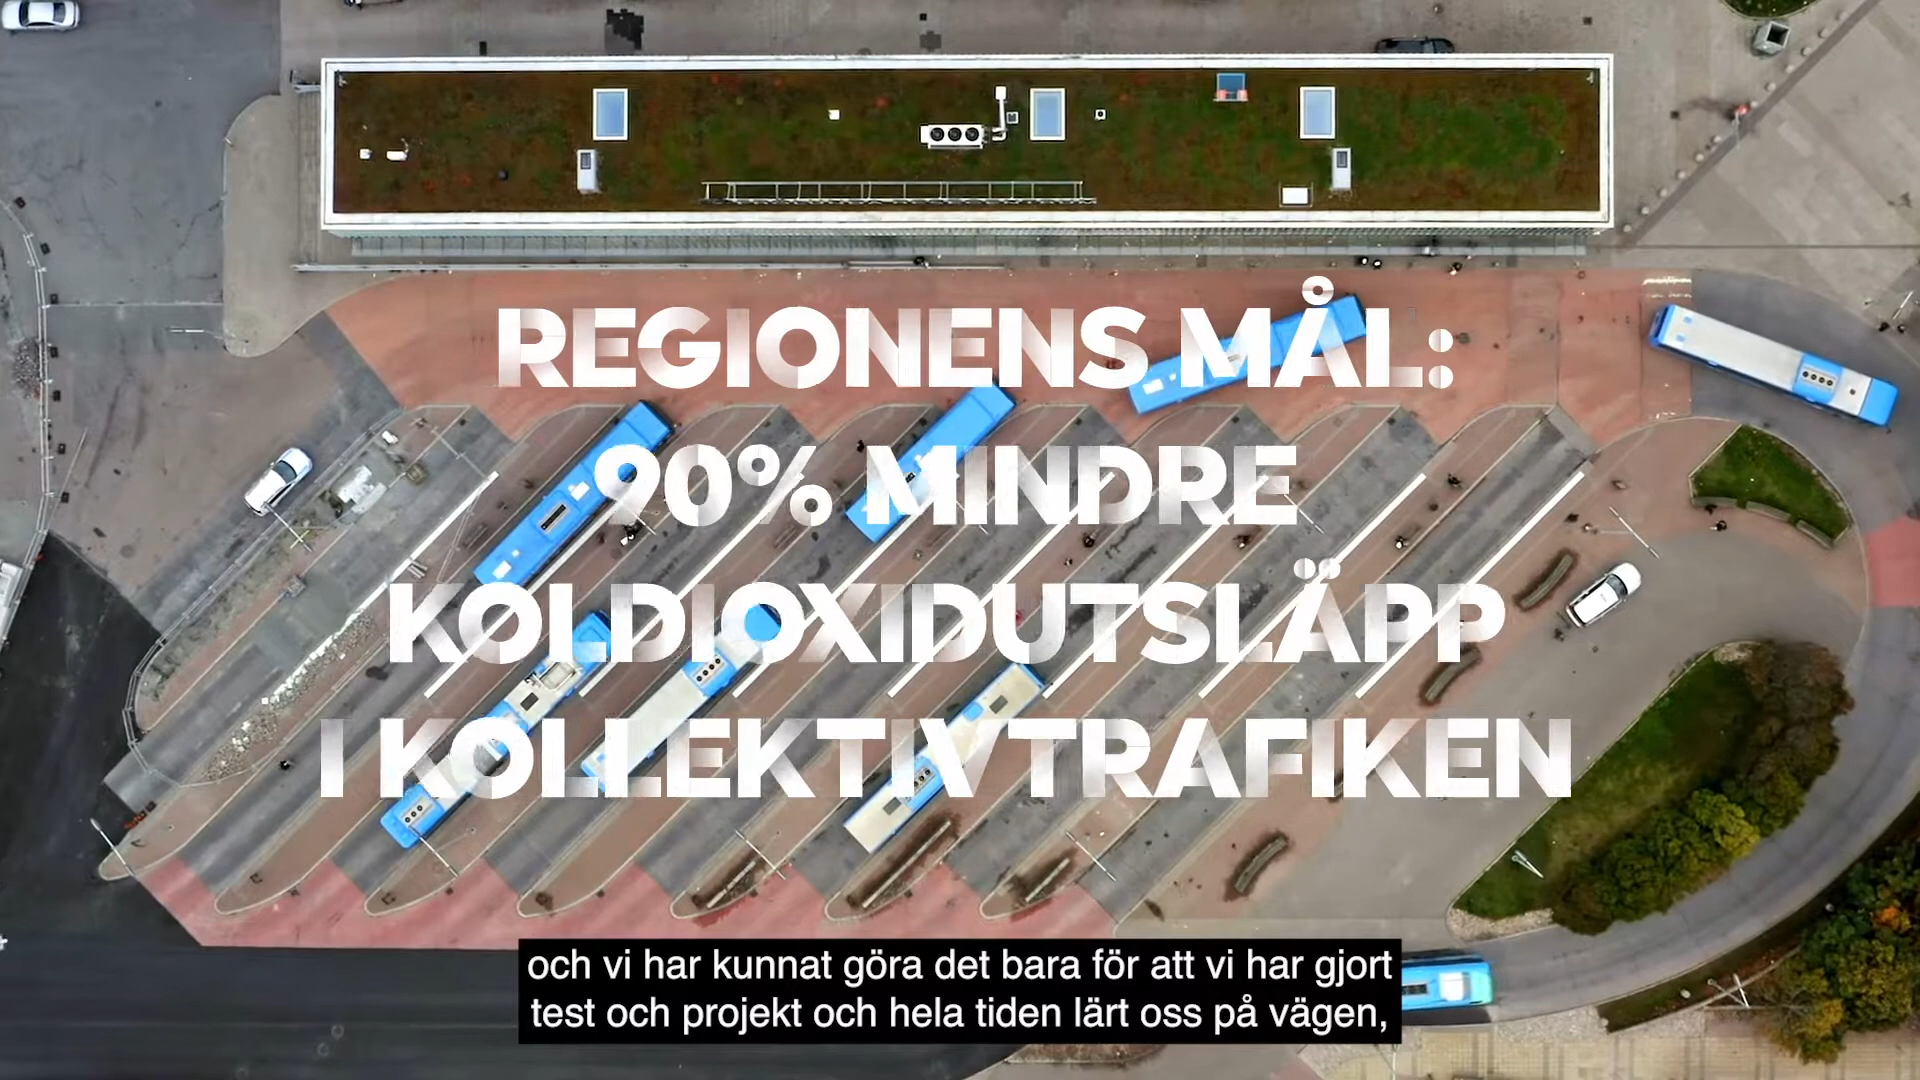 REGIONENS MÅL:
90% MINDRE
KOLDIOXIDUTSLÄPP
I KOLLEKTIVTRAFIKEN
och vi har kunnat göra det bara för att vi har gjort
test och projekt och hela tiden lärt oss på vägen,